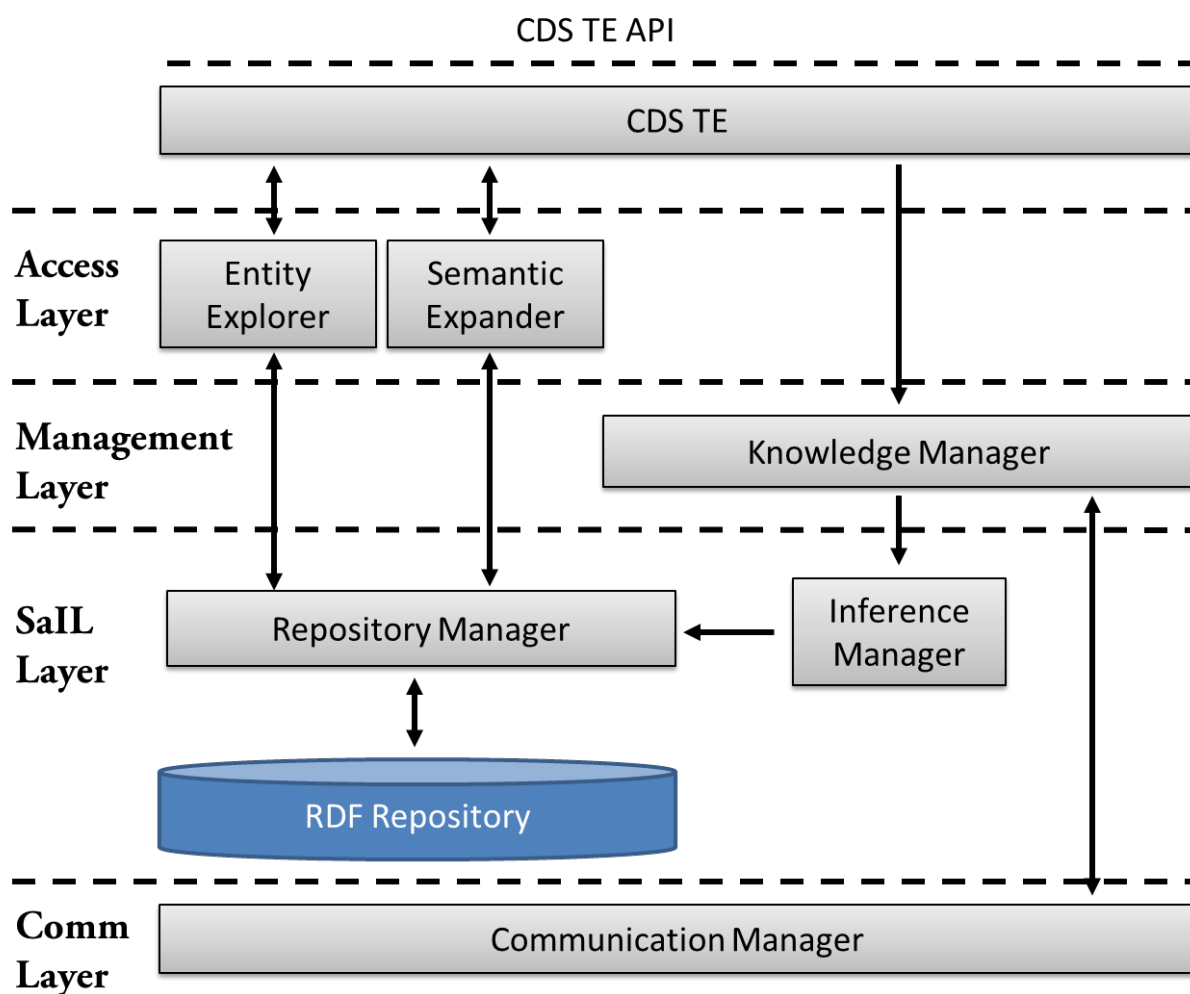 CDS TE API
CDS TE
Access
Layer
Entity
Explorer
Semantic
Expander
Management
Layer
Knowledge Manager
SaIL
Layer
Repository Manager
Inference
Manager
RDF Repository
Comm
Layer
Communication Manager